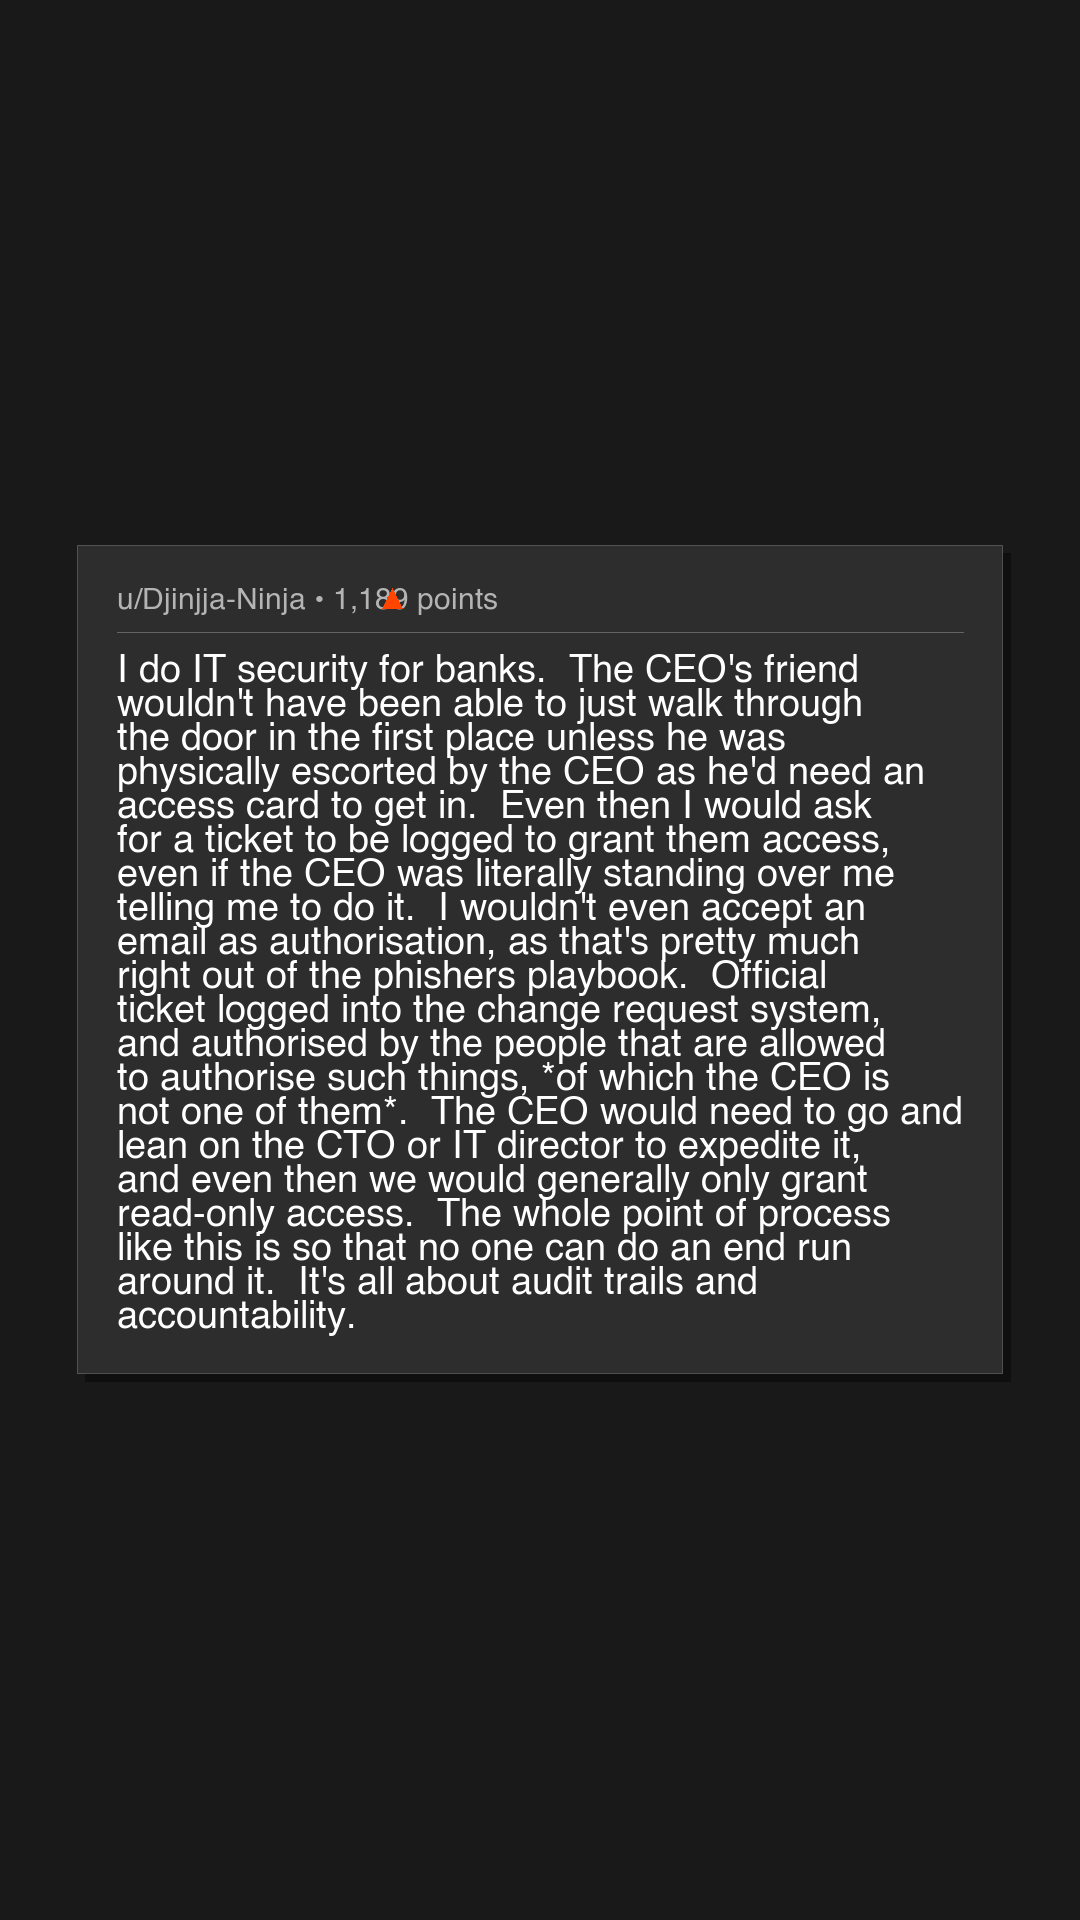 u/Djinjja-Ninja • 1,189 points
I do IT security for banks.  The CEO's friend
wouldn't have been able to just walk through
the door in the first place unless he was
physically escorted by the CEO as he'd need an
access card to get in.  Even then I would ask
for a ticket to be logged to grant them access,
even if the CEO was literally standing over me
telling me to do it.  I wouldn't even accept an
email as authorisation, as that's pretty much
right out of the phishers playbook.  Official
ticket logged into the change request system,
and authorised by the people that are allowed
to authorise such things, *of which the CEO is
not one of them*.  The CEO would need to go and
lean on the CTO or IT director to expedite it,
and even then we would generally only grant
read-only access.  The whole point of process
like this is so that no one can do an end run
around it.  It's all about audit trails and
accountability.